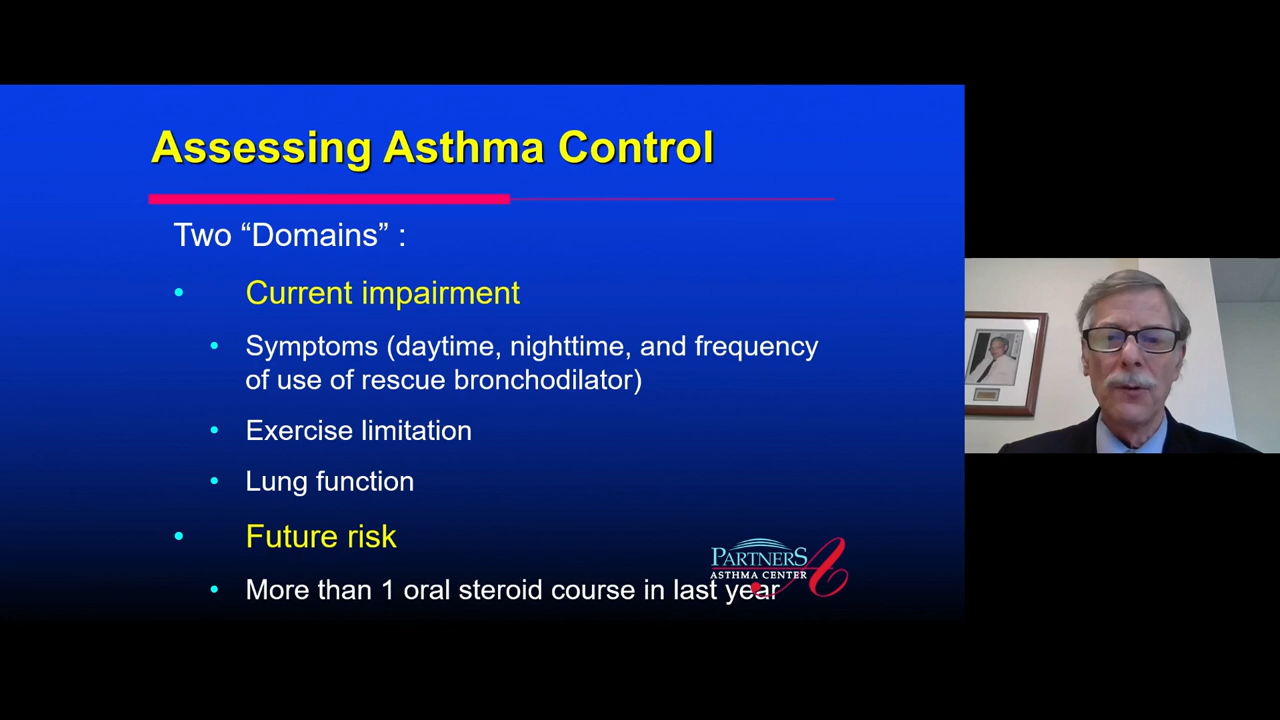 Assessing Asthma Control
Two “Domains” :
• Current impairment
• Symptoms (daytime, nighttime, and frequency
of use of rescue bronchodilator)
• Exercise limitation
• Lung function
• Future risk
• More than 1 oral steroid course in last year
PARTNERS
ASTHMA CENTER